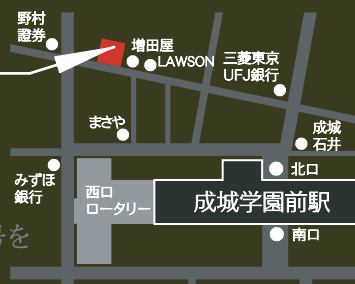 野村
證券
増田屋
LAWSON
三菱東京
UFJ銀行
まさや
成城
石井
みずほ
銀行
西口
ロータリー
北口
成城学園前駅
南口
を